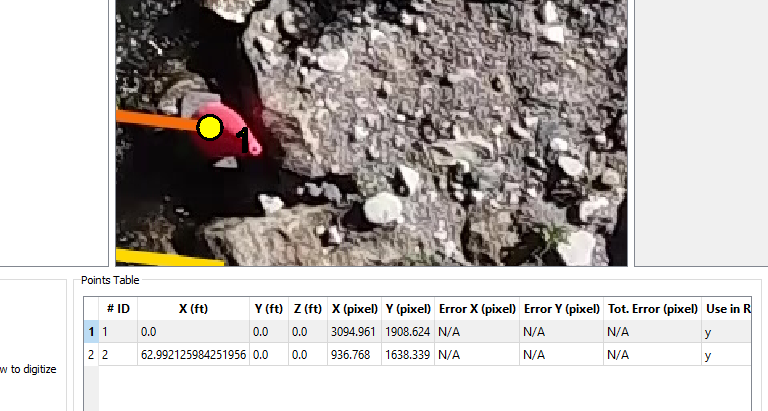 1
Points Table
# ID X (ft) Y (ft) Z (ft) X (pixel) Y (pixel) Error X (pixel) Error Y (pixel) Tot. Error (pixel) Use in R
1 1 0.0 0.0 0.0 3094.961 1908.624 N/A N/A N/A y
2 2 62.992125984251956 0.0 0.0 936.768 1638.339 N/A N/A N/A y
w to digitize